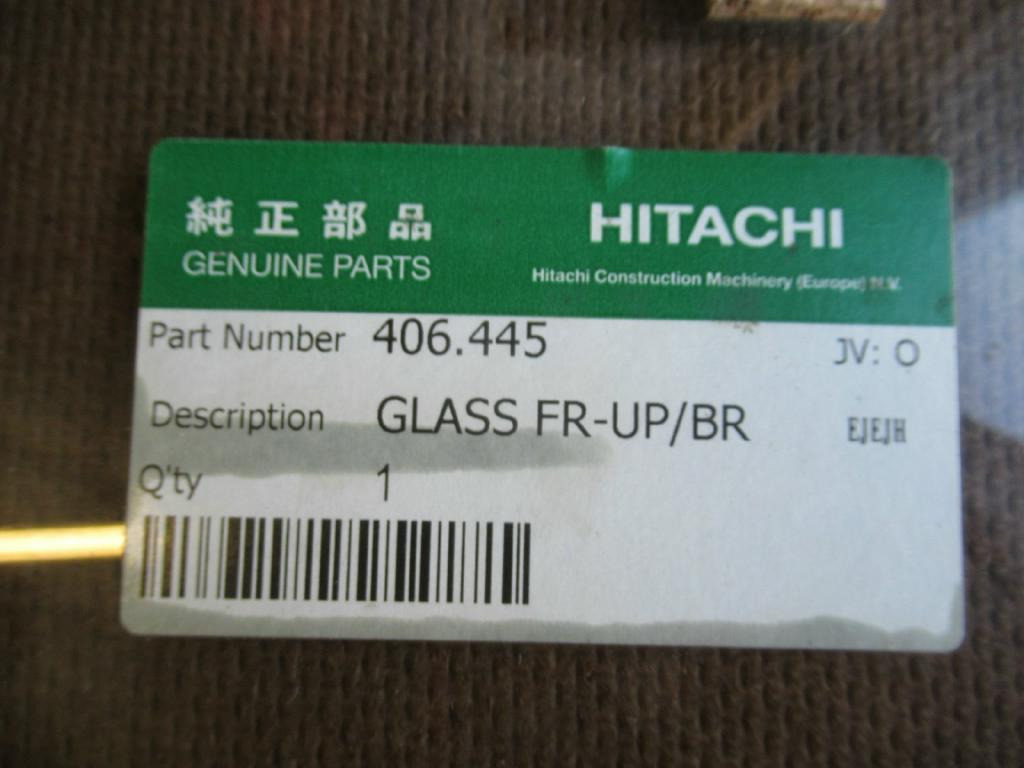 純正部品
GENUINE PARTS
HITACHI
Hitachi Construction Machinery (Europe) N.V.
Part Number 406.445
JV: O
Description GLASS FR-UP/BR
EJEJH
Q'ty 1